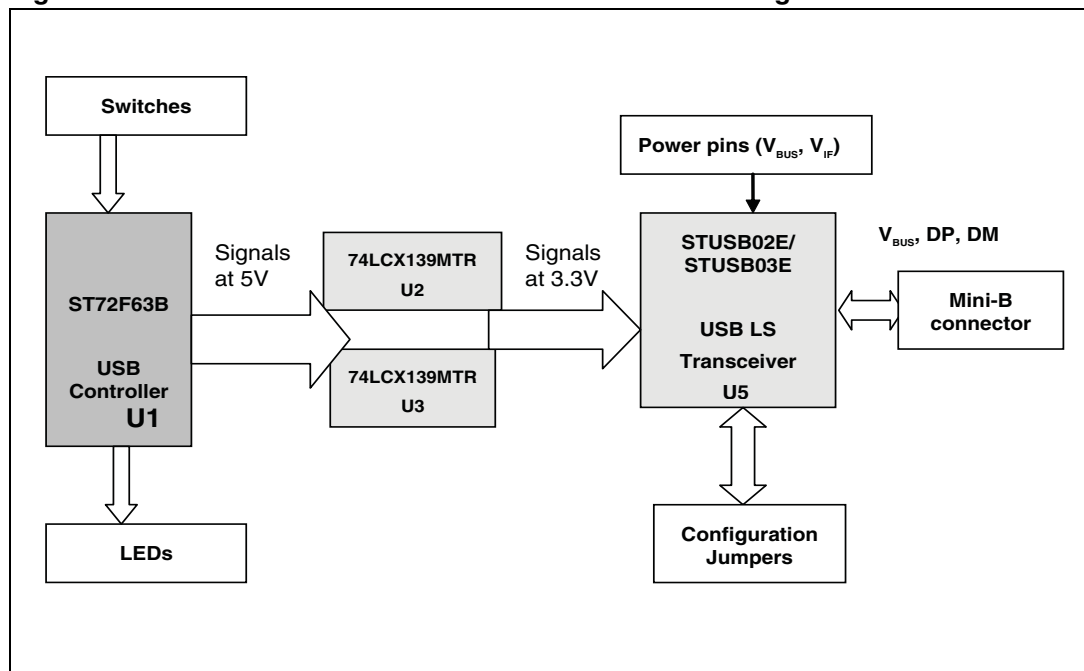 Switches
ST72F63B
USB
Controller
U1
LEDs
Signals
at 5V
74LCX139MTR
U2
74LCX139MTR
U3
Signals
at 3.3V
Power pins (VBUS, VIF)
STUSB02E/
STUSB03E
USB LS
Transceiver
U5
VBUS, DP, DM
Mini-B
connector
Configuration
Jumpers